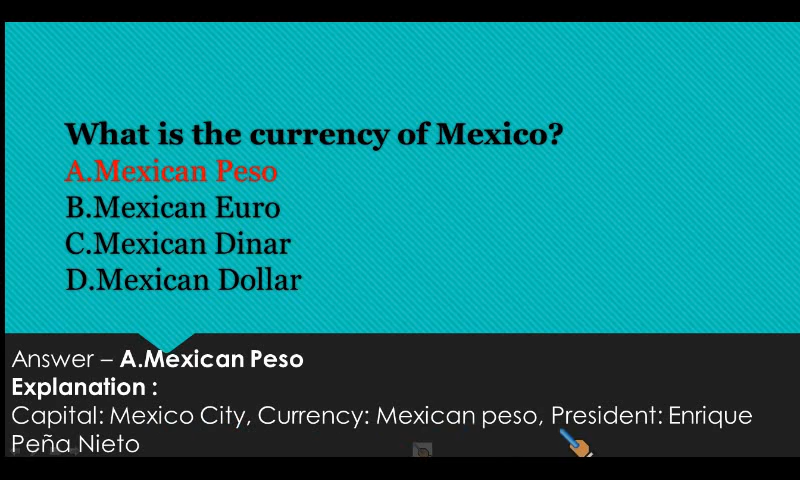 What is the currency of Mexico?
A.Mexican Peso
B.Mexican Euro
C.Mexican Dinar
D.Mexican Dollar
Answer – A.Mexican Peso
Explanation :
Capital: Mexico City, Currency: Mexican peso, President: Enrique
Peña Nieto